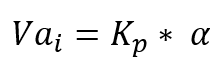 Va_i = K_p * α